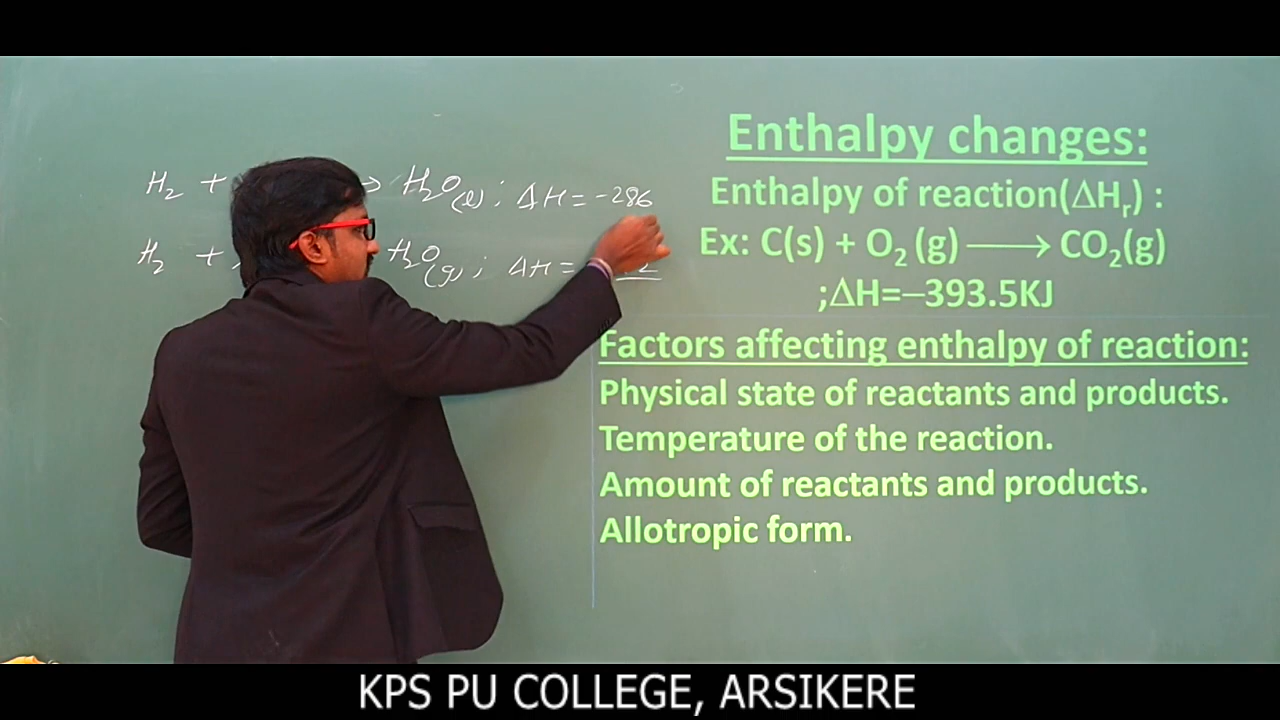 H₂ + → H₂O(l) ; ΔH = -286
H₂ + H₂O(g) ; ΔH = 2
Enthalpy changes:
Enthalpy of reaction(ΔHᵣ) :
Ex: C(s) + O₂ (g) ⟶ CO₂(g)
;ΔH=–393.5KJ
Factors affecting enthalpy of reaction:
Physical state of reactants and products.
Temperature of the reaction.
Amount of reactants and products.
Allotropic form.
KPS PU COLLEGE, ARSIKERE